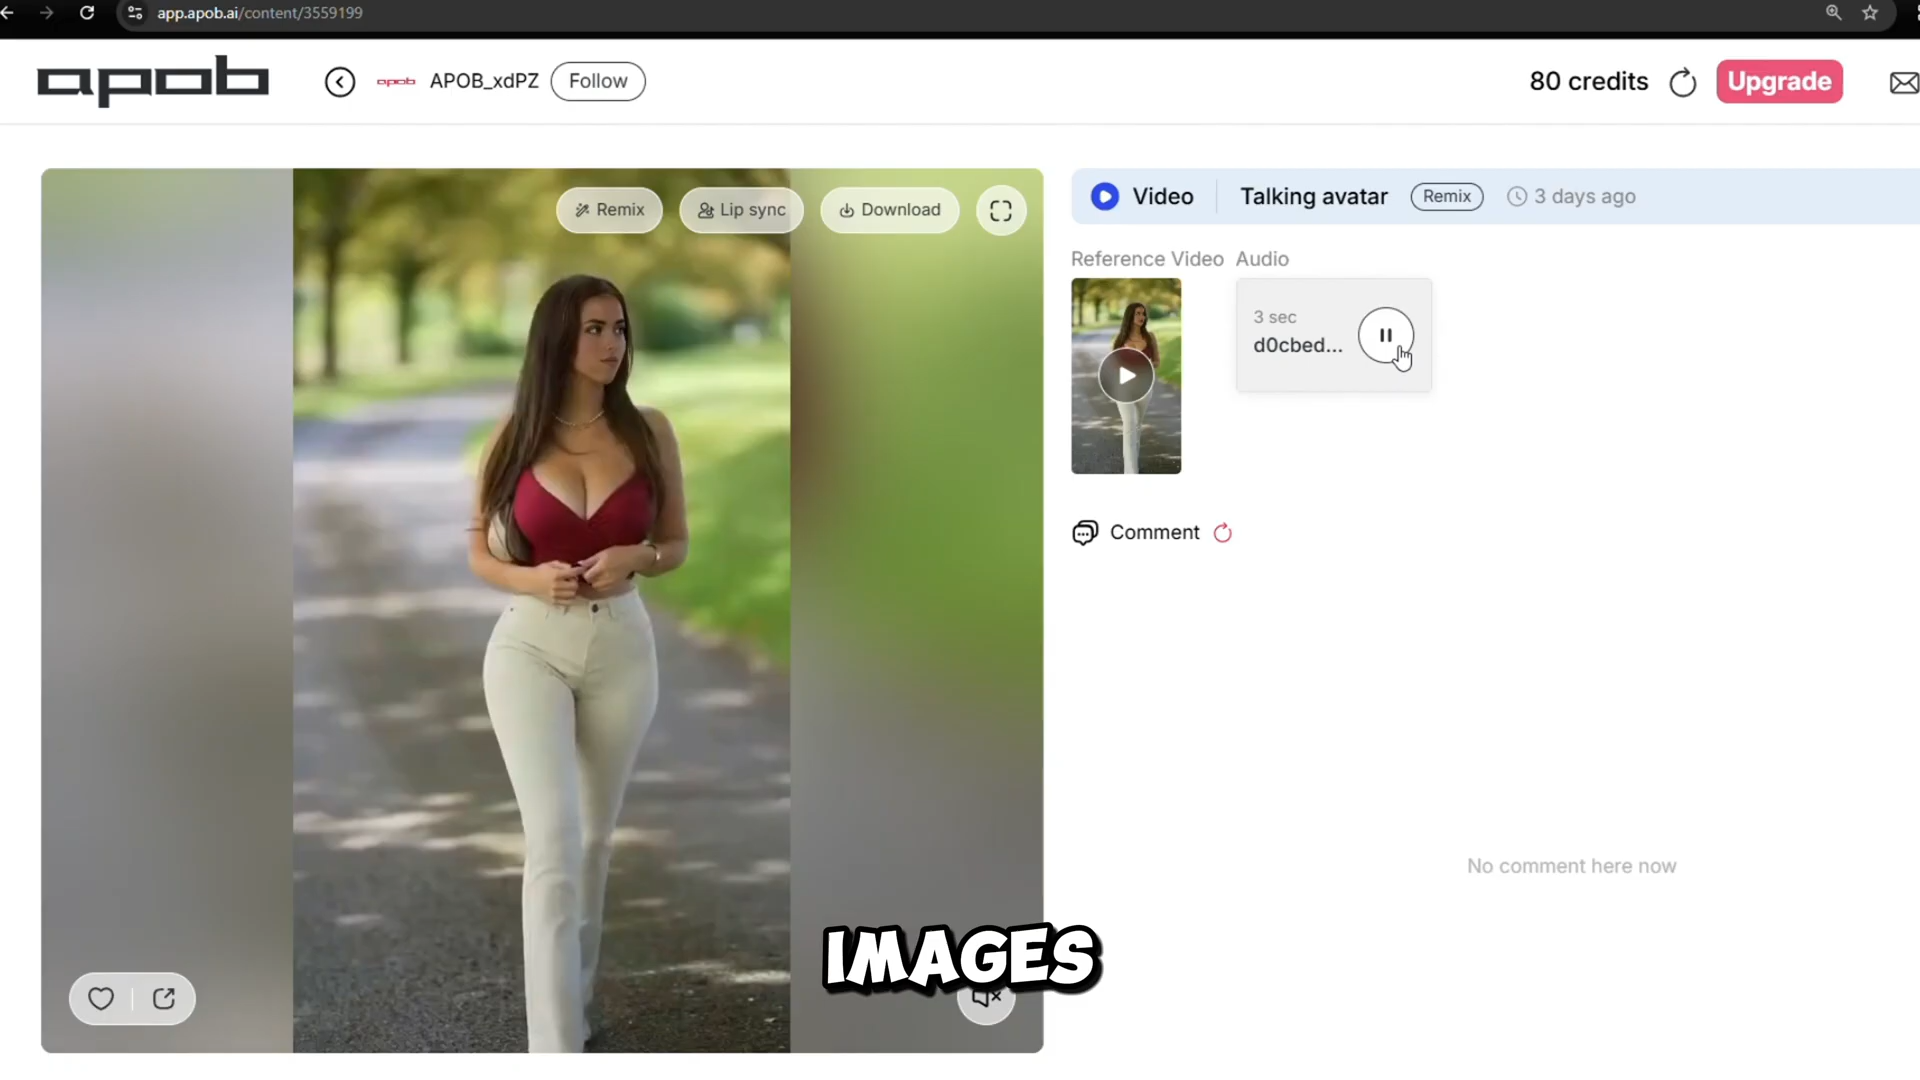 app.apob.ai/content/3559199
apob
apob
APOB_xdPZ
Follow
80 credits
Upgrade
Remix
Lip sync
Download
Video
Talking avatar
Remix
3 days ago
Reference Video
Audio
3 sec
d0cbed...
Comment
No comment here now
IMAGES